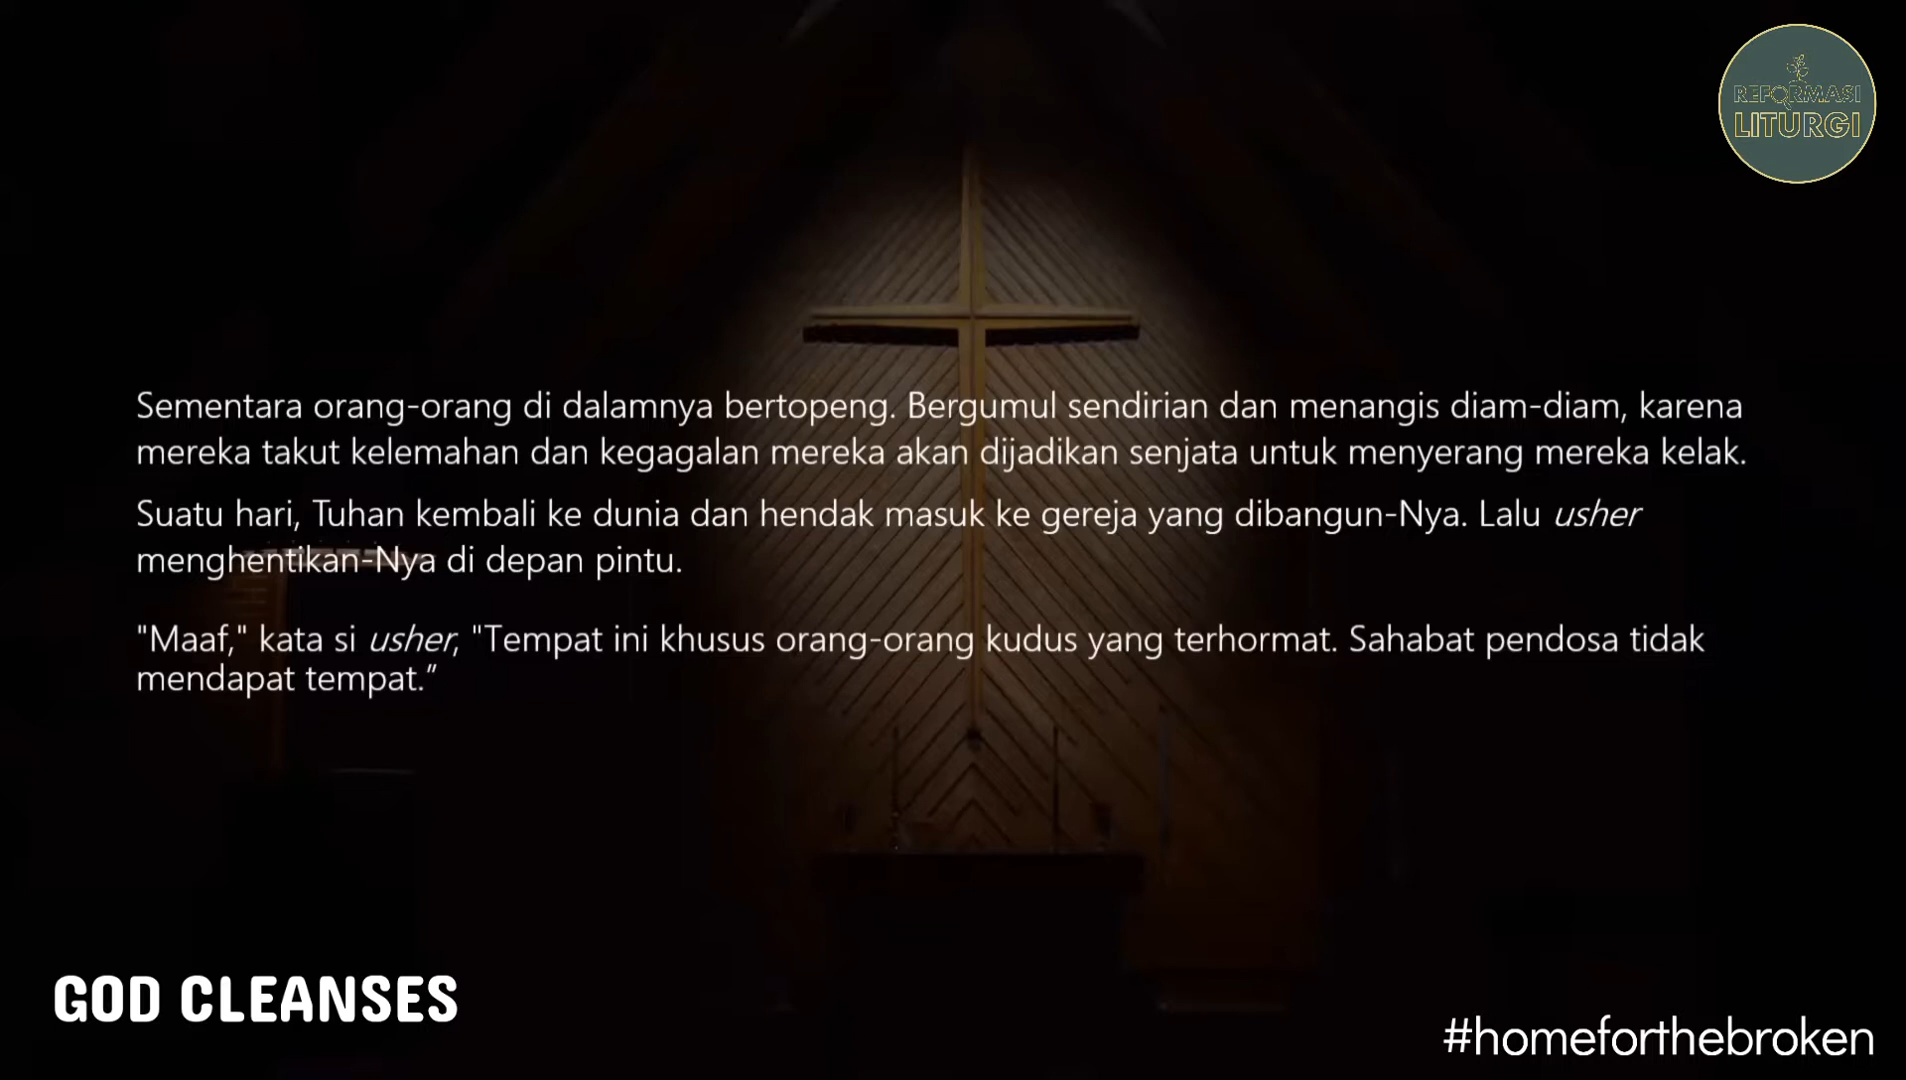 REFORMASI
LITURGI
Sementara orang-orang di dalamnya bertopeng. Bergumul sendirian dan menangis diam-diam, karena
mereka takut kelemahan dan kegagalan mereka akan dijadikan senjata untuk menyerang mereka kelak.
Suatu hari, Tuhan kembali ke dunia dan hendak masuk ke gereja yang dibangun-Nya. Lalu usher
menghentikan-Nya di depan pintu.
"Maaf," kata si usher, "Tempat ini khusus orang-orang kudus yang terhormat. Sahabat pendosa tidak
mendapat tempat.”
GOD CLEANSES
#homeforthebroken